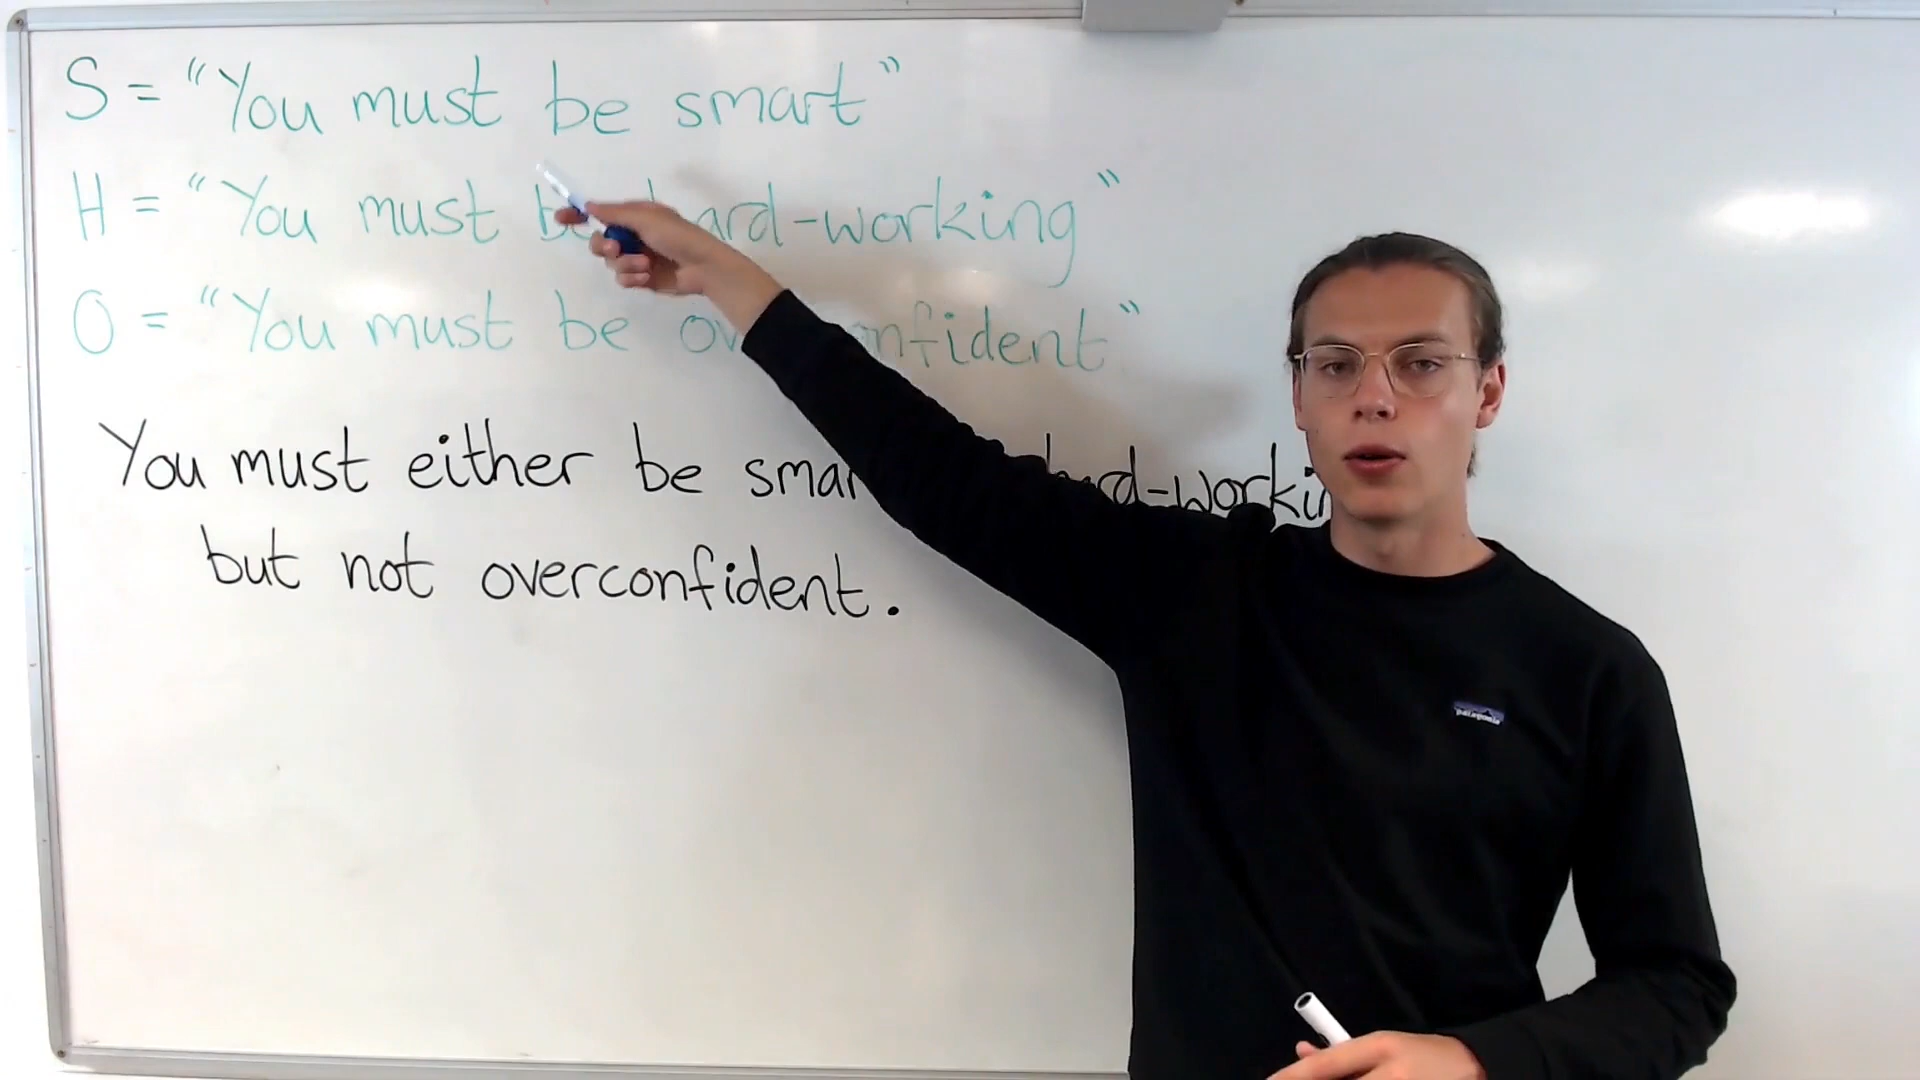 S = "You must be smart"
H = "You must be hard-working"
O = "You must be overconfident"
You must either be smart hard-working
but not overconfident.
patagonia